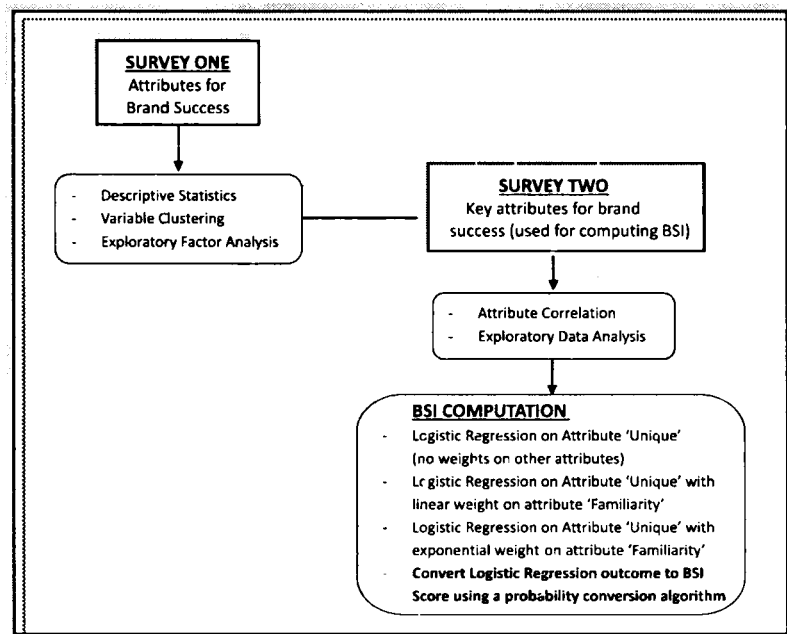 SURVEY ONE
Attributes for
Brand Success
- Descriptive Statistics
- Variable Clustering
- Exploratory Factor Analysis
SURVEY TWO
Key attributes for brand
success (used for computing BSI)
- Attribute Correlation
- Exploratory Data Analysis
BSI COMPUTATION
- Logistic Regression on Attribute 'Unique'
(no weights on other attributes)
- Logistic Regression on Attribute 'Unique' with
linear weight on attribute 'Familiarity'
- Logistic Regression on Attribute 'Unique' with
exponential weight on attribute 'Familiarity'
- Convert Logistic Regression outcome to BSI
Score using a probability conversion algorithm